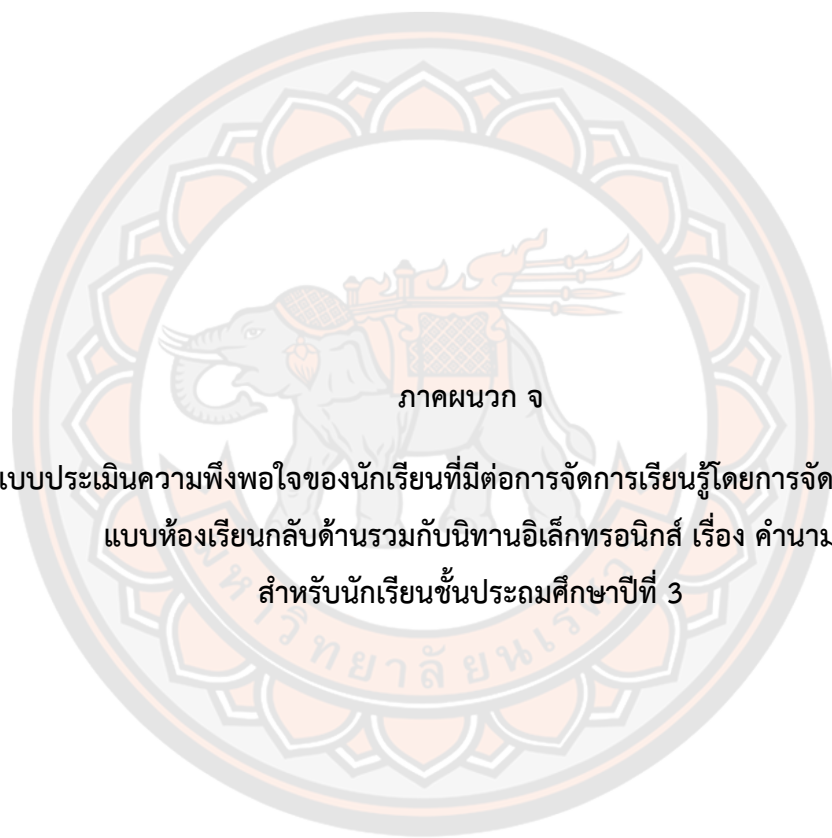 ภาคผนวก จ
แบบประเมินความพึงพอใจของนักเรียนที่มีต่อการจัดการเรียนรู้โดยการจัด
แบบห้องเรียนกลับด้านรวมกับนิทานอิเล็กทรอนิกส์ เรื่อง คำนาม
สำหรับนักเรียนชั้นประถมศึกษาปีที่ 3